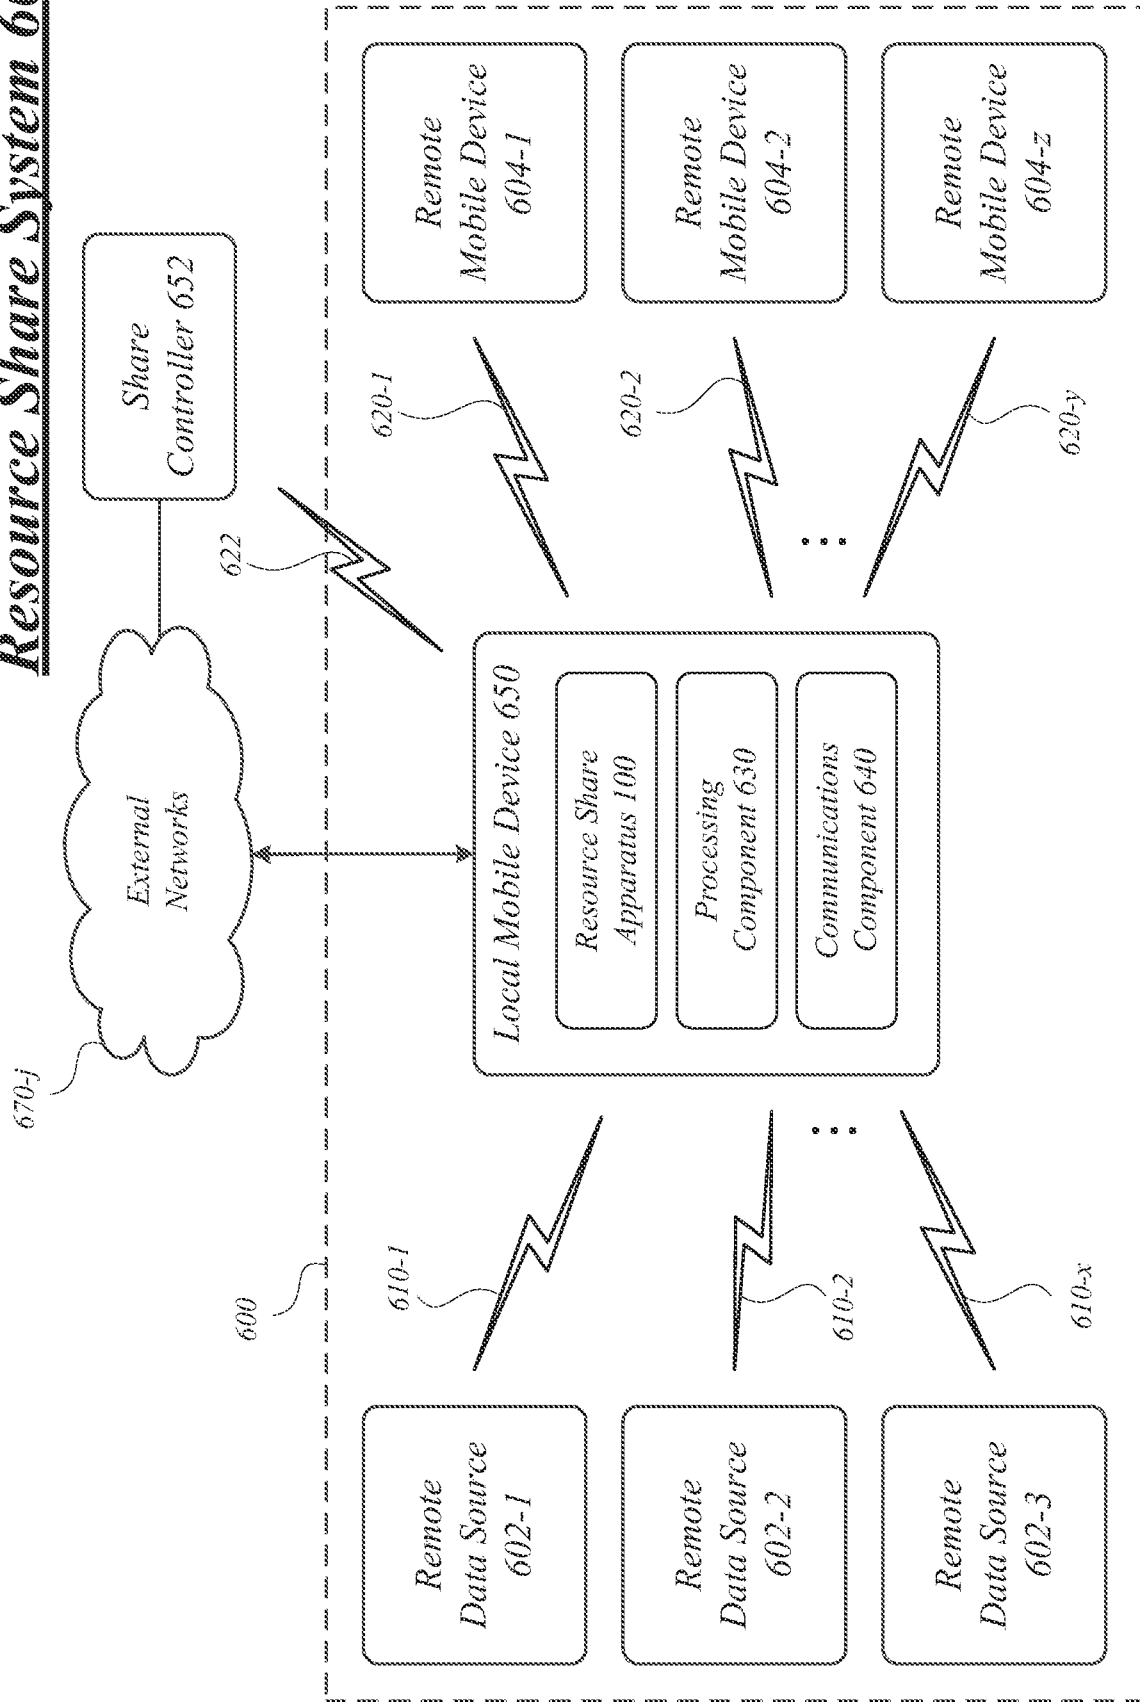 Resource Share System 60
Share
Controller 652
External
Networks
670-j
622
600
Remote
Data Source
602-1
Remote
Data Source
602-2
Remote
Data Source
602-3
610-1
610-2
610-x
Local Mobile Device 650
Resource Share
Apparatus 100
Processing
Component 630
Communications
Component 640
620-1
620-2
620-y
Remote
Mobile Device
604-1
Remote
Mobile Device
604-2
Remote
Mobile Device
604-z